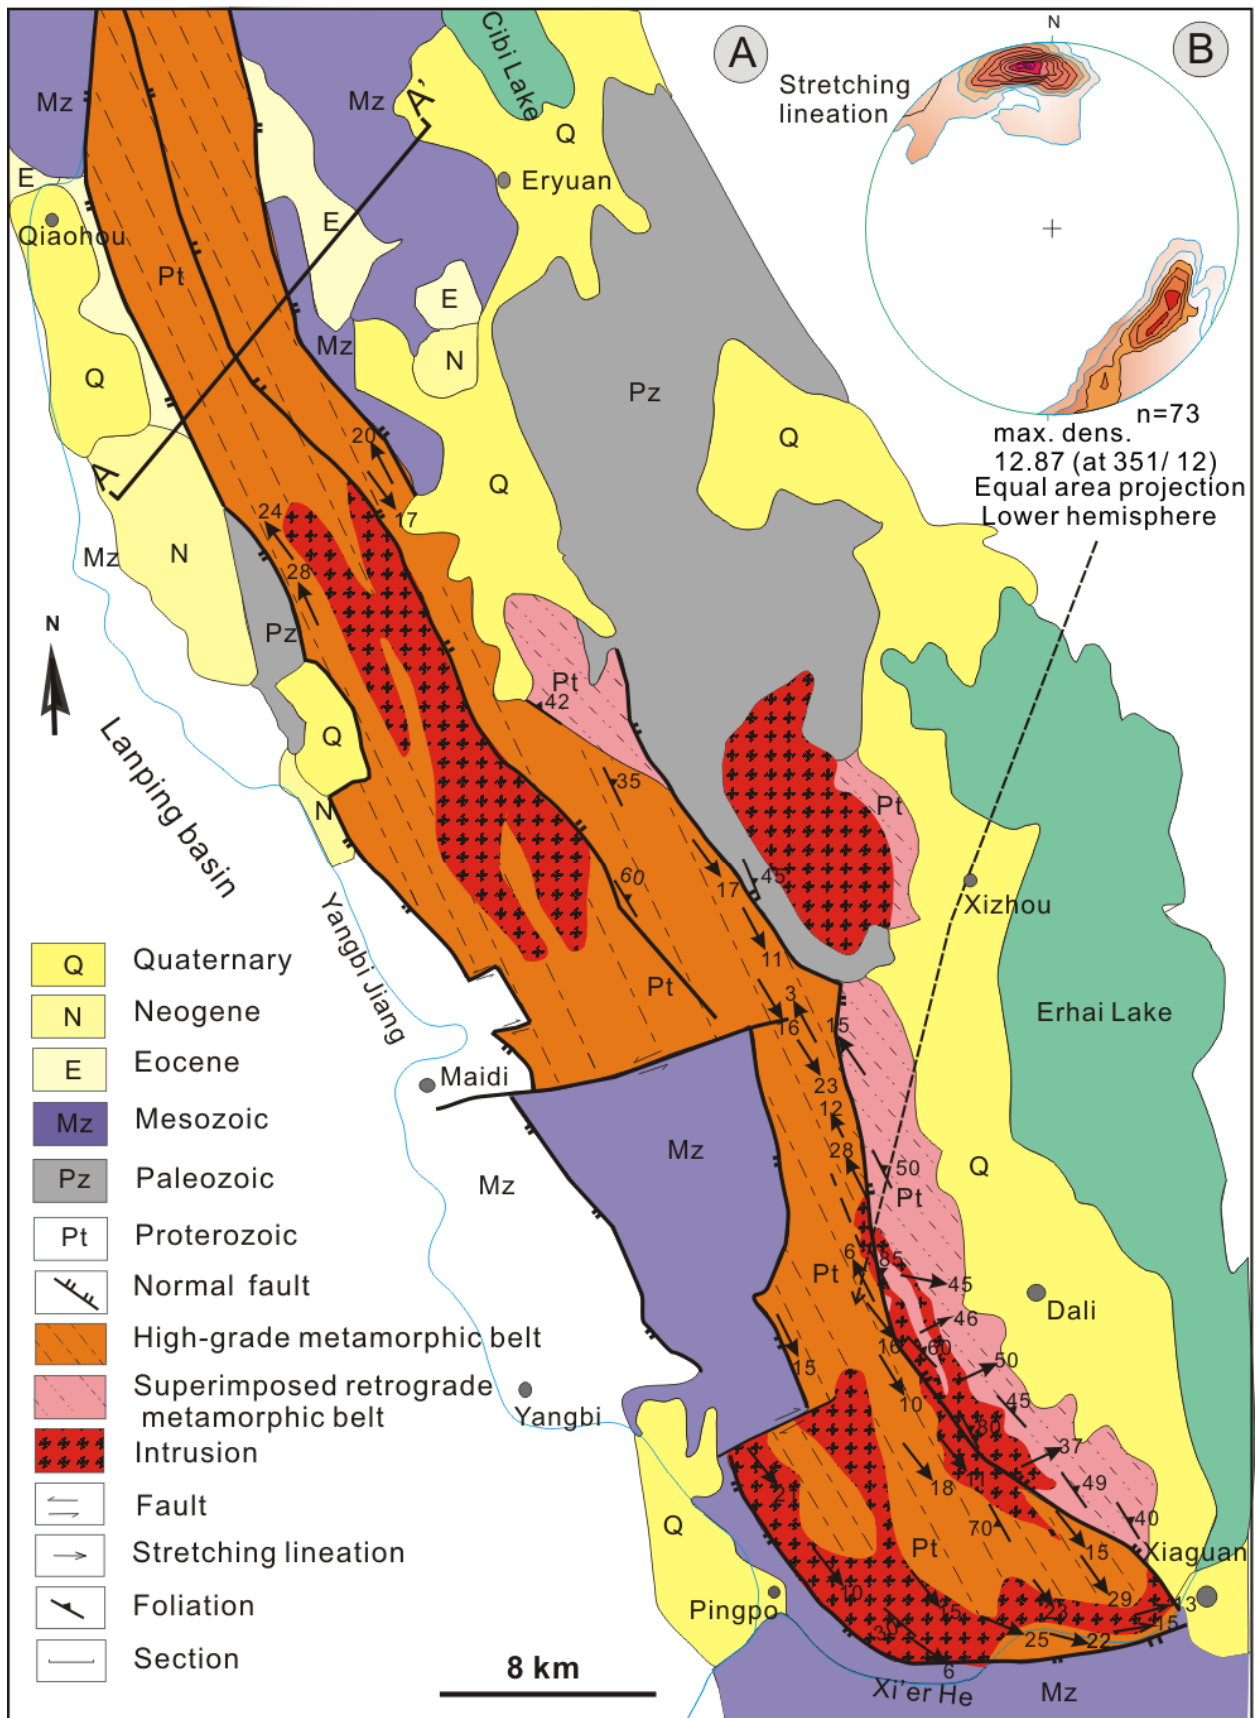 A
B
N
Stretching
lineation
n=73
max. dens.
12.87 (at 351/ 12)
Equal area projection
Lower hemisphere
Cibi Lake
Mz
Mz
A'
Q
E
Eryuan
Qiaohou
E
Pt
E
Mz
N
Q
Pz
Q
20
A
Q
17
24
Mz
N
28
N
Pz
Pt
42
Q
35
Lanping basin
N
Pt
60
17
45
Xizhou
Yangbi Jiang
11
Pt
3
16
15
Erhai Lake
Maidi
23
12
Mz
28
50
Q
Mz
Pt
6
85
Pt
45
Dali
46
16
60
50
15
Yangbi
10
45
30
37
11
49
21
18
40
Q
70
Pt
15
Xiaguan
10
29
Pingpo
15
23
13
30
25
22
15
6
Xi'er He
Mz
8 km
Q
Quaternary
N
Neogene
E
Eocene
Mz
Mesozoic
Pz
Paleozoic
Pt
Proterozoic
Normal fault
High-grade metamorphic belt
Superimposed retrograde
metamorphic belt
Intrusion
Fault
Stretching lineation
Foliation
Section